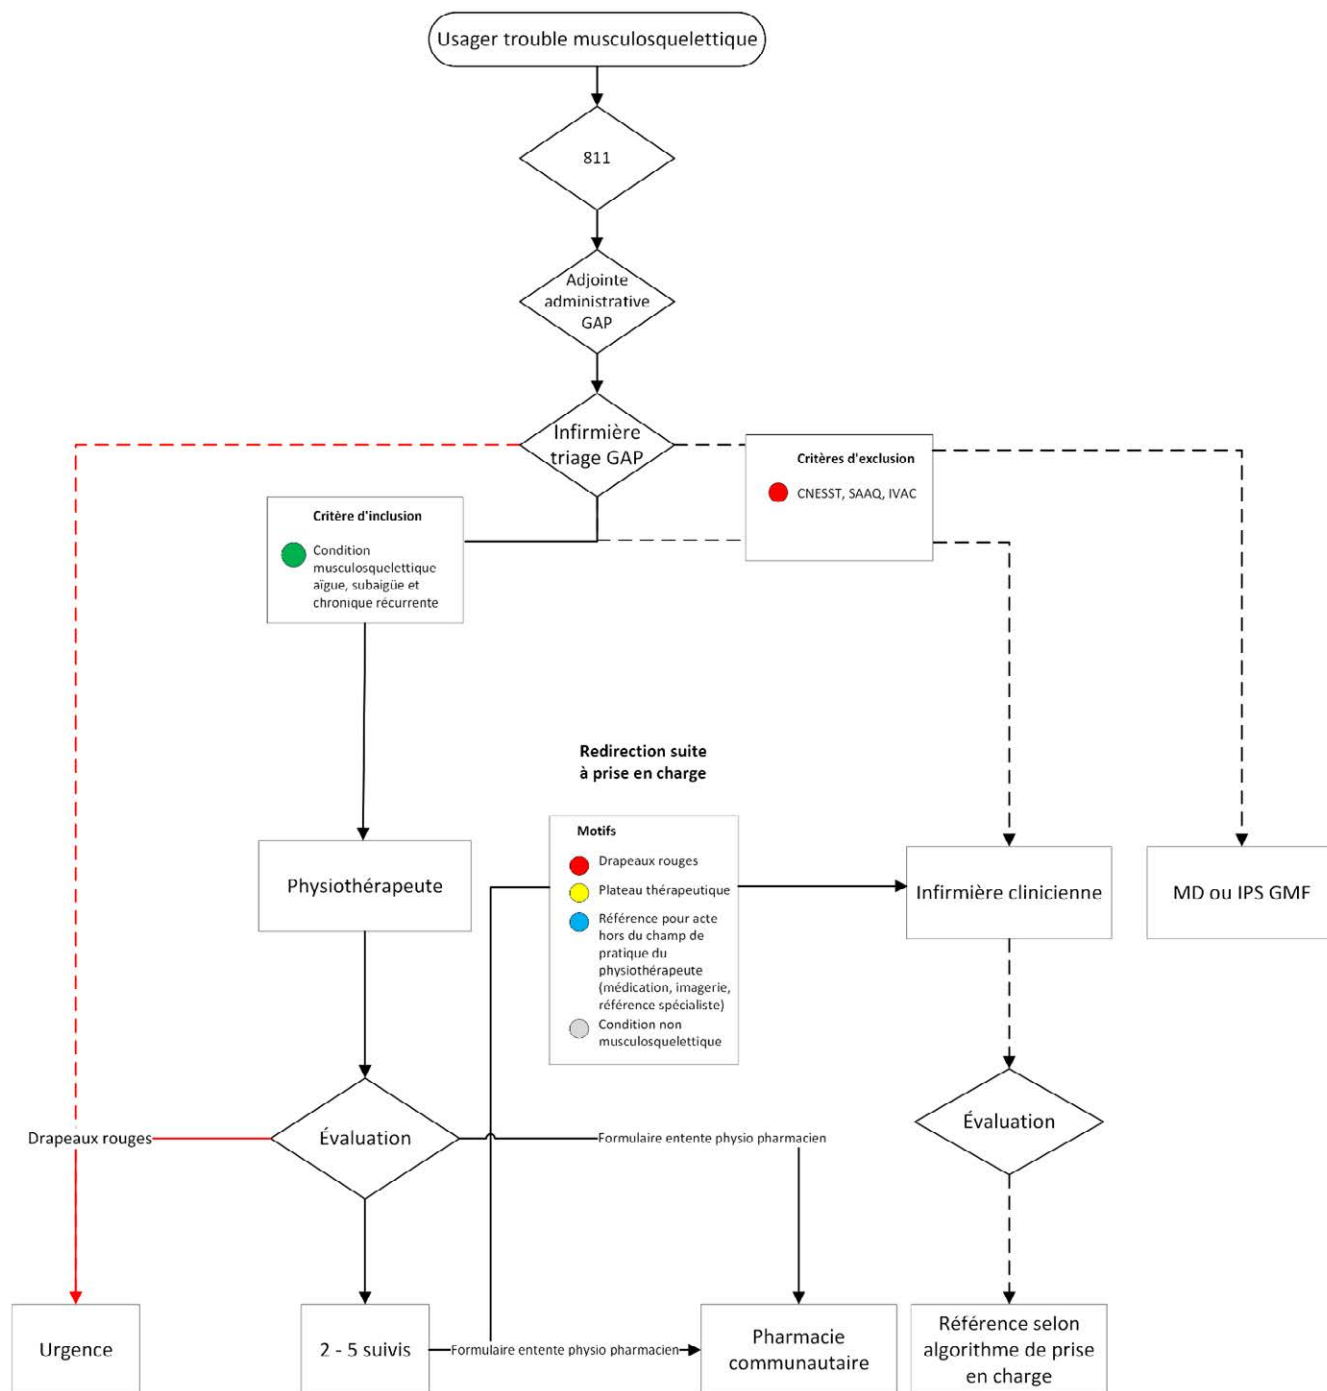 Usager trouble musculosquelettique
811
Adjointe
administrative
GAP
Infirmière
triage GAP
Critères d'exclusion
CNESST, SAAQ, IVAC
Critère d'inclusion
Condition
musculosquelettique
aïgue, subaigüe et
chronique récurrente
Redirection suite
à prise en charge
Motifs
Drapeaux rouges
Plateau thérapeutique
Référence pour acte
hors du champ de
pratique du
physiothérapeute
(médication, imagerie,
référence spécialiste)
Condition non
musculosquelettique
Physiothérapeute
Infirmière clinicienne
MD ou IPS GMF
Drapeaux rouges
Évaluation
Formulaire entente physio pharmacien
Évaluation
Urgence
2 - 5 suivis
Formulaire entente physio pharmacien
Pharmacie
communautaire
Référence selon
algorithme de prise
en charge